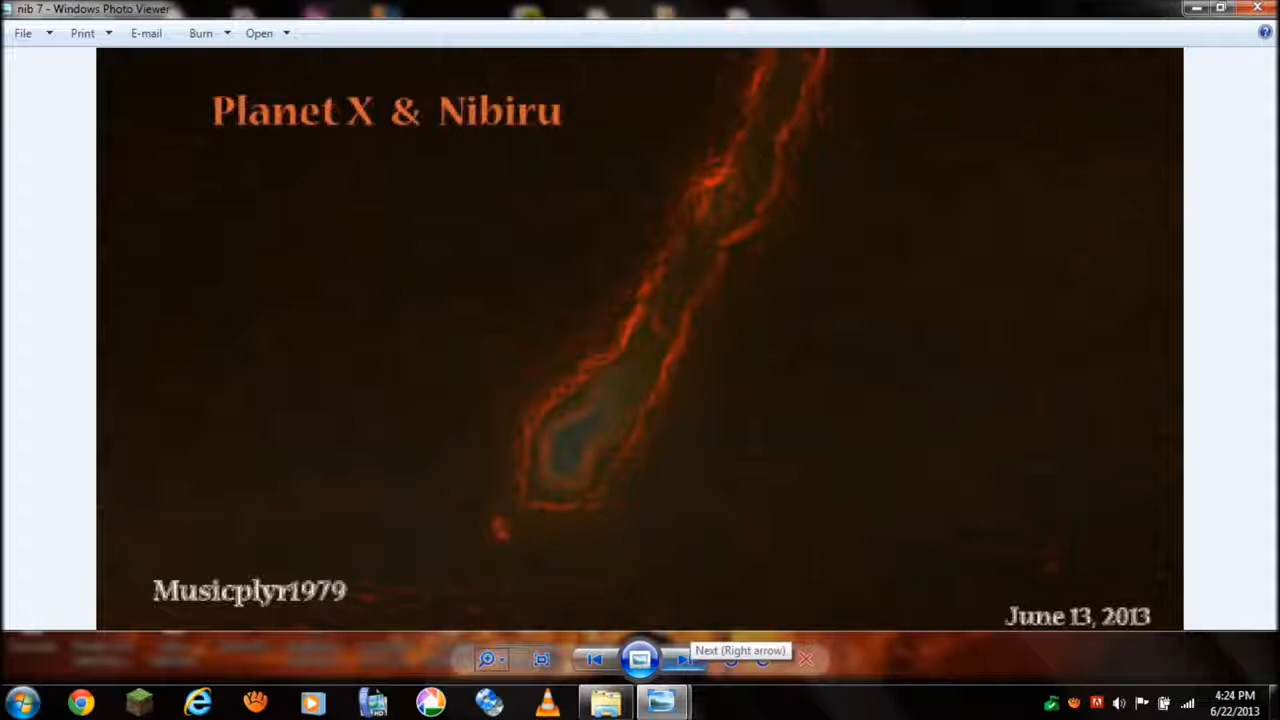 nib 7 - Windows Photo Viewer
File Print E-mail Burn Open
Planet X & Nibiru
Musicplyr1979
June 13, 2013
Next (Right arrow)
HD
4:24 PM
6/22/2013